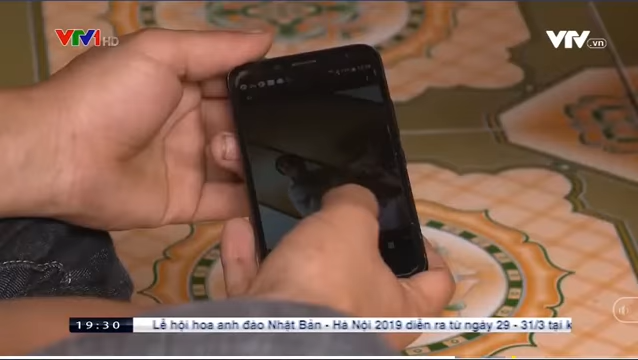 VTV1 HD
VTV.vn
19:30 Lễ hội hoa anh đào Nhật Bản - Hà Nội 2019 diễn ra từ ngày 29 - 31/3 tại k